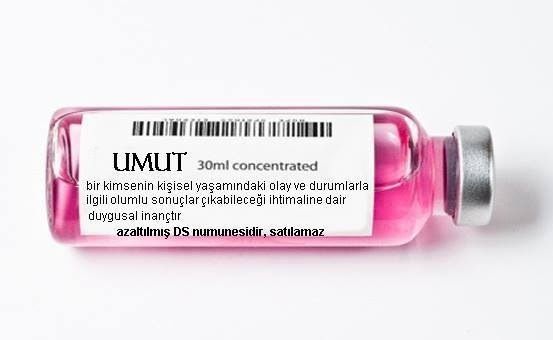 UMUT 30ml concentrated
bir kimsenin kişisel yaşamındaki olay ve durumlarla
ilgili olumlu sonuçlar çıkabileceği ihtimaline dair
duygusal inançtır
azaltılmış DS numunesidir, satılamaz